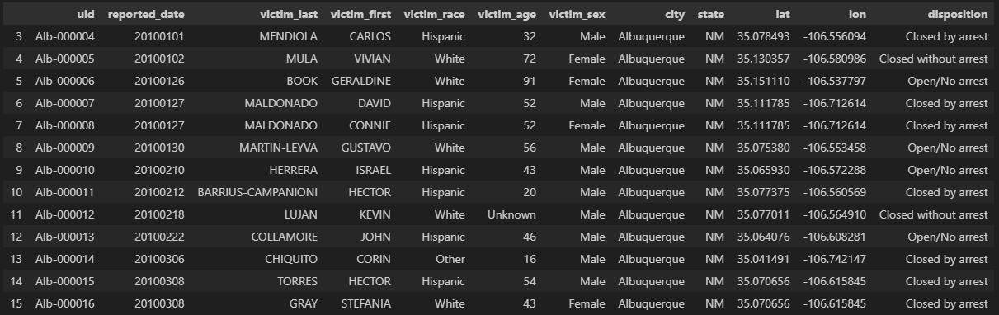 uid reported_date victim_last victim_first victim_race victim_age victim_sex city state lat lon disposition
3 Alb-000004 20100101 MENDIOLA CARLOS Hispanic 32 Male Albuquerque NM 35.078493 -106.556094 Closed by arrest
4 Alb-000005 20100102 MULA VIVIAN White 72 Female Albuquerque NM 35.130357 -106.580986 Closed without arrest
5 Alb-000006 20100126 BOOK GERALDINE White 91 Female Albuquerque NM 35.151110 -106.537797 Open/No arrest
6 Alb-000007 20100127 MALDONADO DAVID Hispanic 52 Male Albuquerque NM 35.111785 -106.712614 Closed by arrest
7 Alb-000008 20100127 MALDONADO CONNIE Hispanic 52 Female Albuquerque NM 35.111785 -106.712614 Closed by arrest
8 Alb-000009 20100130 MARTIN-LEYVA GUSTAVO White 56 Male Albuquerque NM 35.075380 -106.553458 Open/No arrest
9 Alb-000010 20100210 HERRERA ISRAEL Hispanic 43 Male Albuquerque NM 35.065930 -106.572288 Open/No arrest
10 Alb-000011 20100212 BARRIUS-CAMPANIONI HECTOR Hispanic 20 Male Albuquerque NM 35.077375 -106.560569 Closed by arrest
11 Alb-000012 20100218 LUJAN KEVIN White Unknown Male Albuquerque NM 35.077011 -106.564910 Closed without arrest
12 Alb-000013 20100222 COLLAMORE JOHN Hispanic 46 Male Albuquerque NM 35.064076 -106.608281 Open/No arrest
13 Alb-000014 20100306 CHIQUITO CORIN Other 16 Male Albuquerque NM 35.041491 -106.742147 Closed by arrest
14 Alb-000015 20100308 TORRES HECTOR Hispanic 54 Male Albuquerque NM 35.070656 -106.615845 Closed by arrest
15 Alb-000016 20100308 GRAY STEFANIA White 43 Female Albuquerque NM 35.070656 -106.615845 Closed by arrest